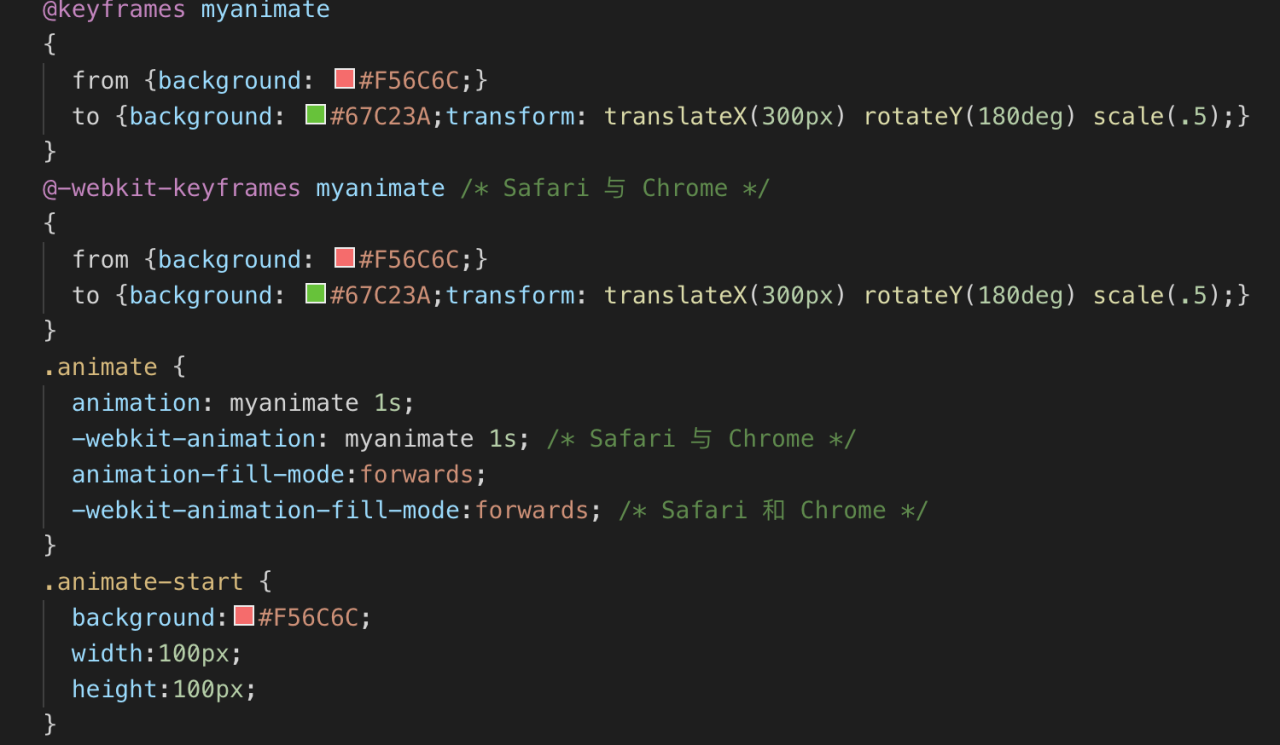 @keyframes myanimate
{
  from {background: #F56C6C;}
  to {background: #67C23A;transform: translateX(300px) rotateY(180deg) scale(.5);}
}
@-webkit-keyframes myanimate /* Safari 与 Chrome */
{
  from {background: #F56C6C;}
  to {background: #67C23A;transform: translateX(300px) rotateY(180deg) scale(.5);}
}
.animate {
  animation: myanimate 1s;
  -webkit-animation: myanimate 1s; /* Safari 与 Chrome */
  animation-fill-mode:forwards;
  -webkit-animation-fill-mode:forwards; /* Safari 和 Chrome */
}
.animate-start {
  background:#F56C6C;
  width:100px;
  height:100px;
}